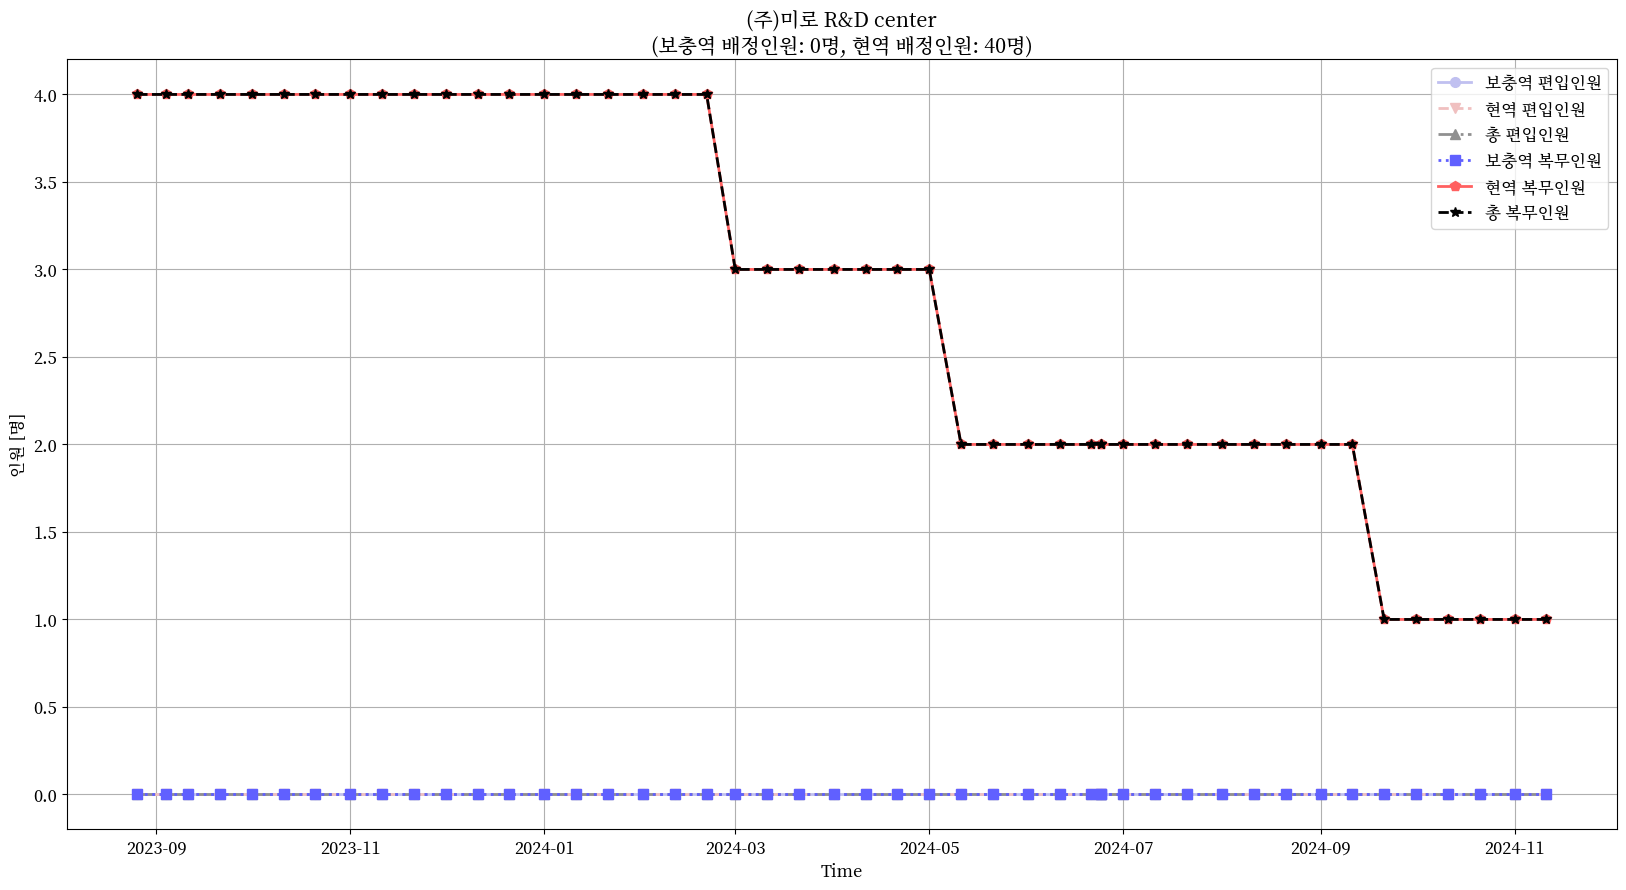 (주)미로 R&D center
(보충역 배정인원: 0명, 현역 배정인원: 40명)
보충역 편입인원
현역 편입인원
총 편입인원
보충역 복무인원
현역 복무인원
총 복무인원
인원 [명]
4.0
3.5
3.0
2.5
2.0
1.5
1.0
0.5
0.0
2023-09
2023-11
2024-01
2024-03
2024-05
2024-07
2024-09
2024-11
Time